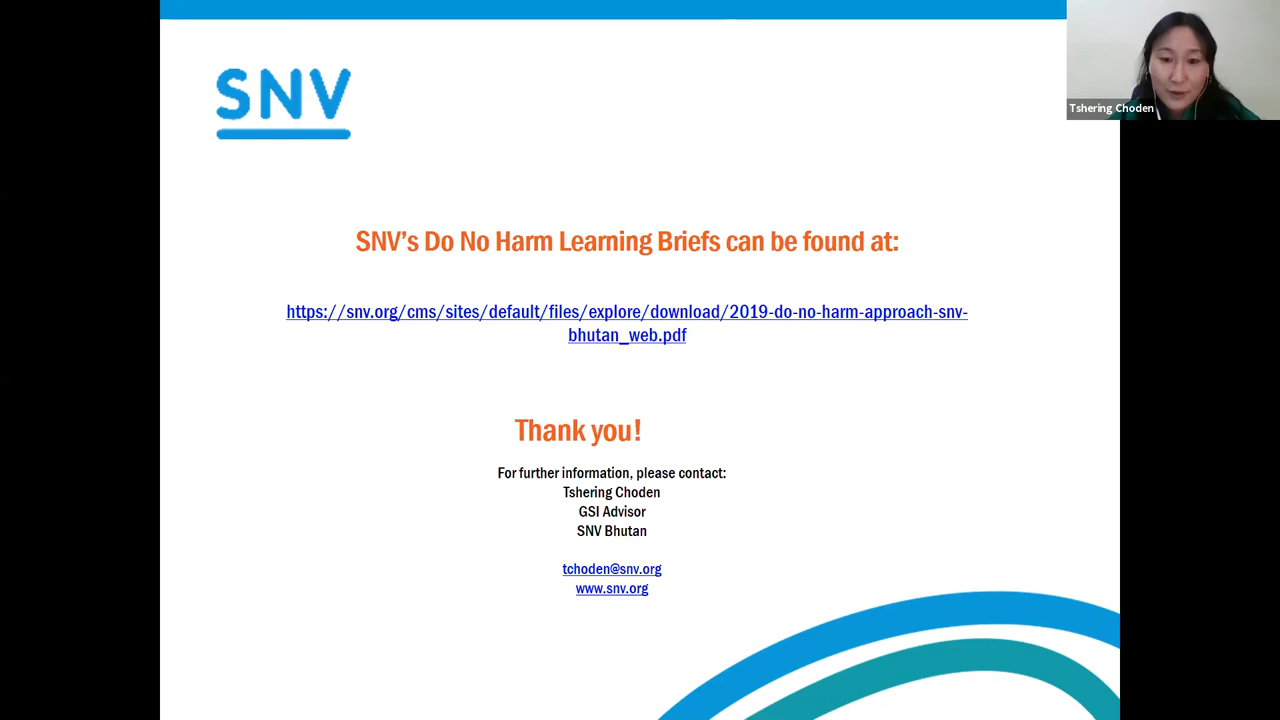 SNV
Tshering Choden
SNV's Do No Harm Learning Briefs can be found at:
https://snv.org/cms/sites/default/files/explore/download/2019-do-no-harm-approach-snv-
bhutan_web.pdf
Thank you!
For further information, please contact:
Tshering Choden
GSI Advisor
SNV Bhutan
tchoden@snv.org
www.snv.org